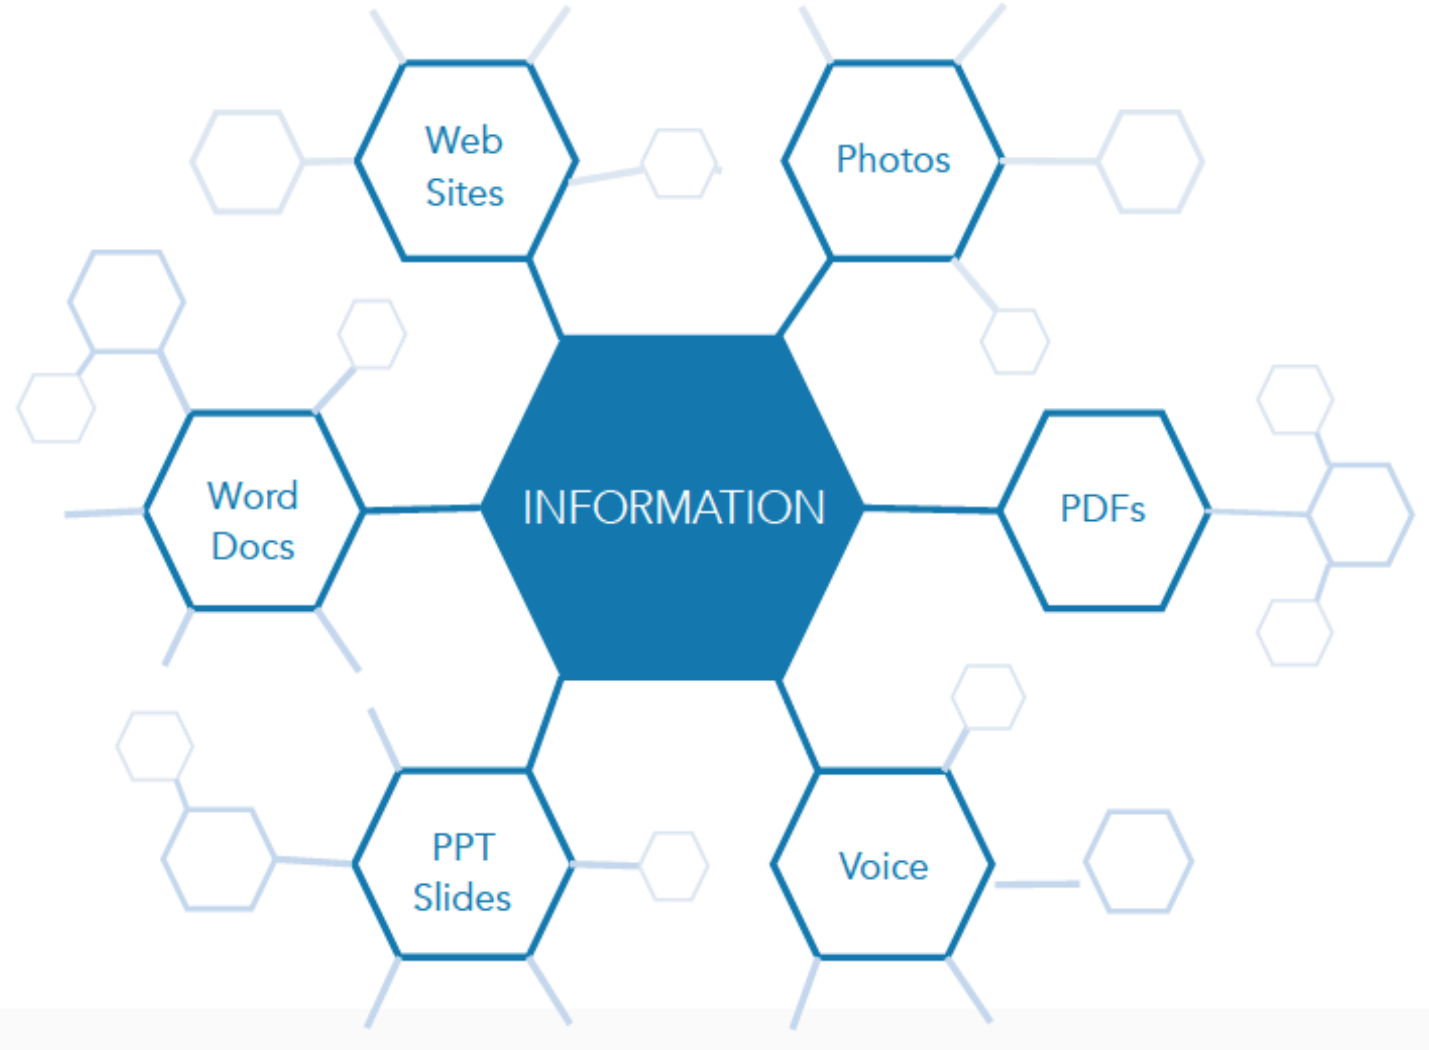 Web
Sites
Photos
Word
Docs
INFORMATION
PDFs
PPT
Slides
Voice